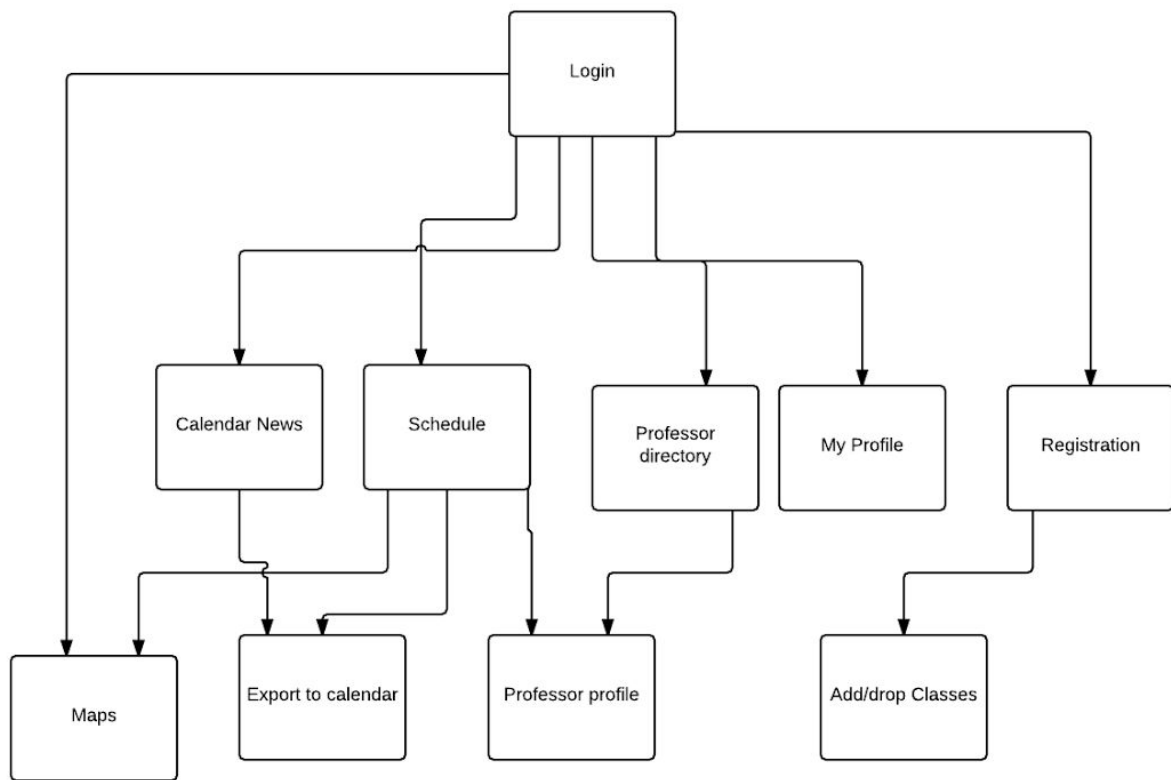 Login
Calendar News
Schedule
Professor
directory
My Profile
Registration
Maps
Export to calendar
Professor profile
Add/drop Classes